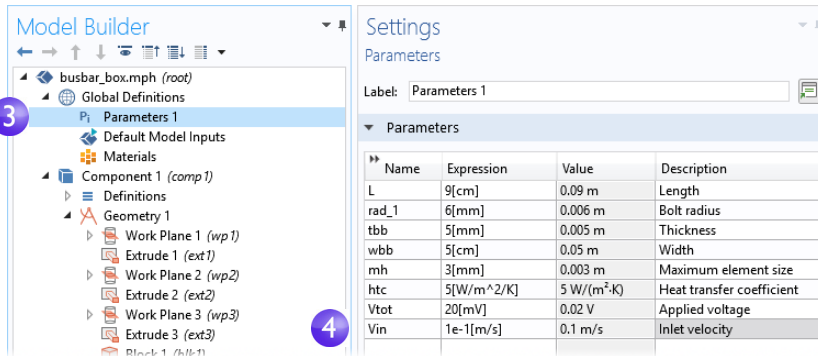 Model Builder
busbar_box.mph (root)
Global Definitions
3
Pi Parameters 1
Default Model Inputs
Materials
Component 1 (comp1)
Definitions
Geometry 1
Work Plane 1 (wp1)
Extrude 1 (ext1)
Work Plane 2 (wp2)
Extrude 2 (ext2)
Work Plane 3 (wp3)
Extrude 3 (ext3)
Block 1 (blk1)
4
Settings
Parameters
Label: Parameters 1
Parameters
Name Expression Value Description
L 9[cm] 0.09 m Length
rad_1 6[mm] 0.006 m Bolt radius
tbb 5[mm] 0.005 m Thickness
wbb 5[cm] 0.05 m Width
mh 3[mm] 0.003 m Maximum element size
htc 5[W/m^2/K] 5 W/(m²·K) Heat transfer coefficient
Vtot 20[mV] 0.02 V Applied voltage
Vin 1e-1[m/s] 0.1 m/s Inlet velocity